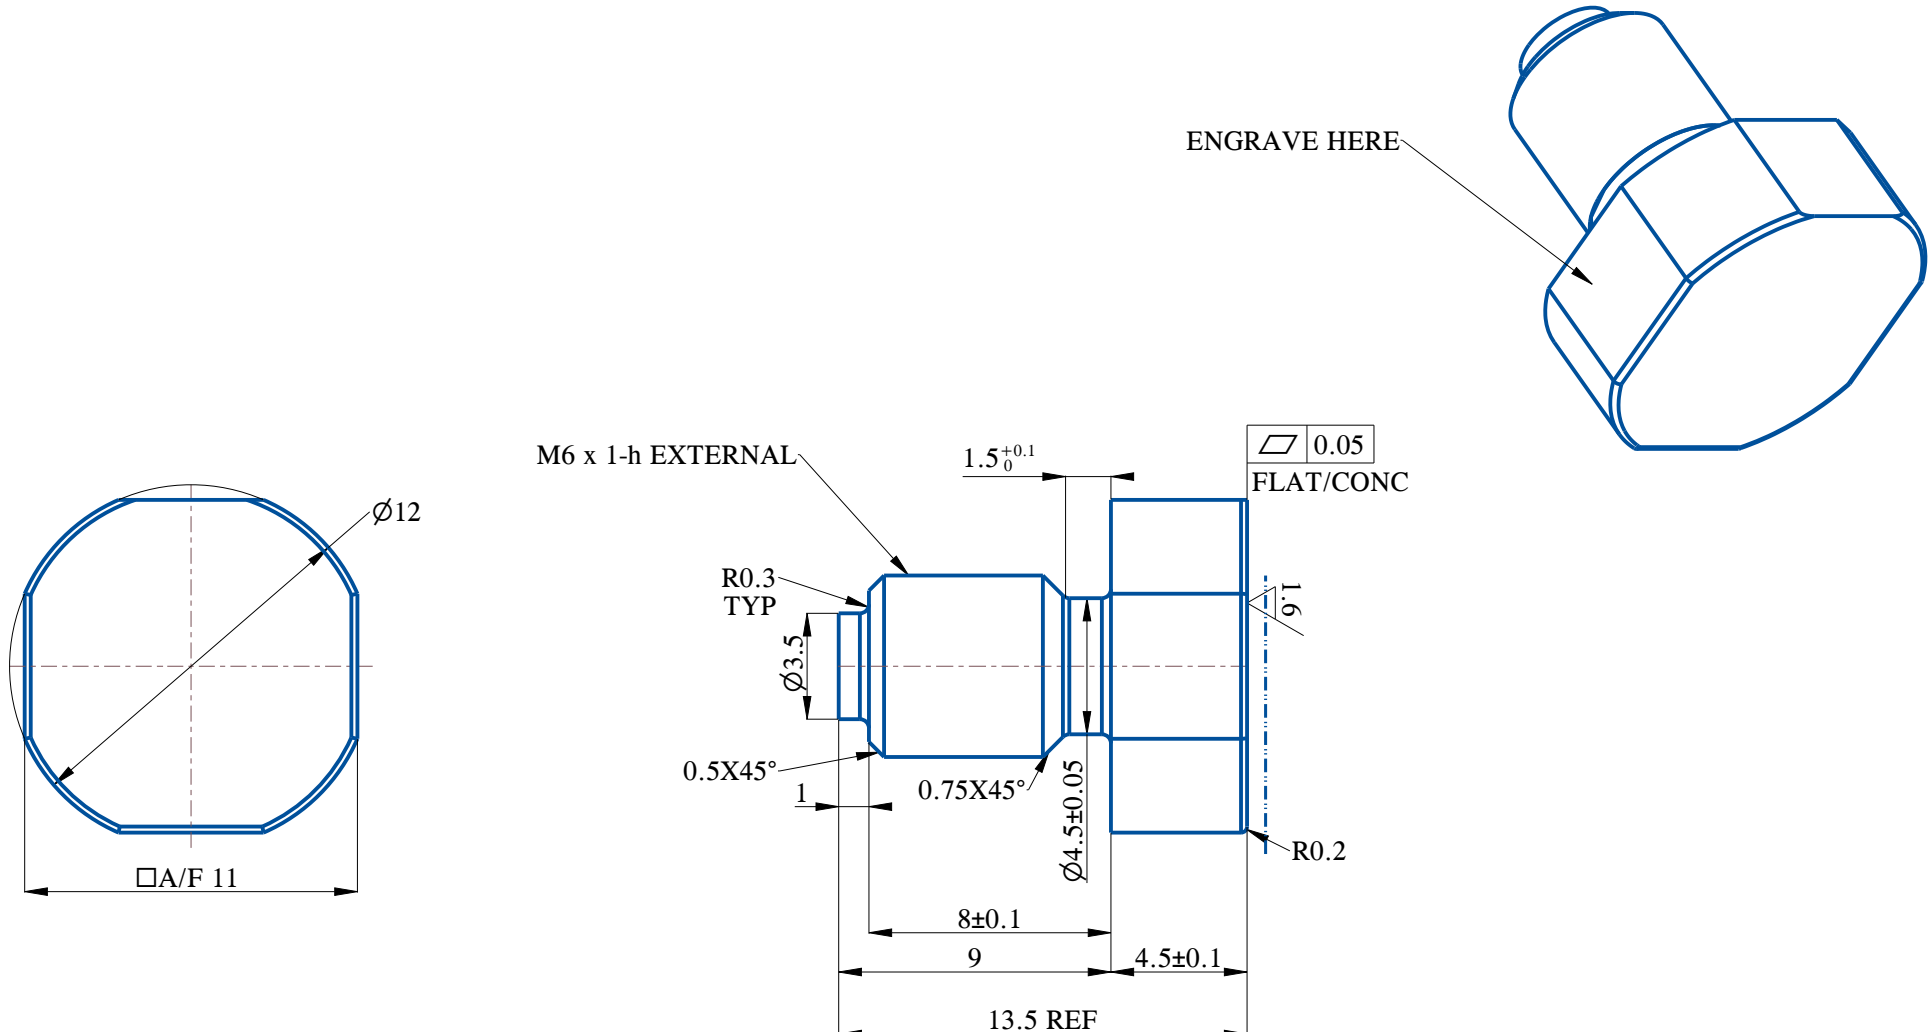 ENGRAVE HERE
M6 x 1-h EXTERNAL
1.5 +0.1 0
0.05
FLAT/CONC
Ø12
R0.3
TYP
1.6
Ø3.5
0.5X45°
0.75X45°
1
Ø4.5±0.05
R0.2
□A/F 11
8±0.1
9
4.5±0.1
13.5 REF